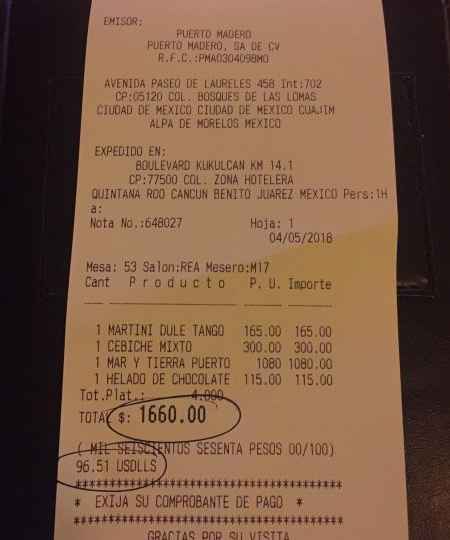 EMISOR:
PUERTO MADERO
PUERTO MADERO, SA DE CV
R.F.C.:PMA0304098M0
AVENIDA PASEO DE LAURELES 458 Int:702
CP:05120 COL. BOSQUES DE LAS LOMAS
CIUDAD DE MEXICO CIUDAD DE MEXICO CUAJIM
ALPA DE MORELOS MEXICO
EXPEDIDO EN:
BOULEVARD KUKULCAN KM 14.1
CP:77500 COL. ZONA HOTELERA
QUINTANA ROO CANCUN BENITO JUAREZ MEXICO Pers:1H
a:
Nota No.:648027 Hoja: 1
04/05/2018
Mesa: 53 Salon:REA Mesero:M17
Cant Producto P. U. Importe
1 MARTINI DULE TANGO 165.00 165.00
1 CEBICHE MIXTO 300.00 300.00
1 MAR Y TIERRA PUERTO 1080 1080.00
1 HELADO DE CHOCOLATE 115.00 115.00
Tot.Plat.: 4.000
TOTAL $: 1660.00
( MIL SEISCIENTOS SESENTA PESOS 00/100)
96.51 USDLLS
************************************
* EXIJA SU COMPROBANTE DE PAGO *
************************************
GRACIAS POR SU VISITA